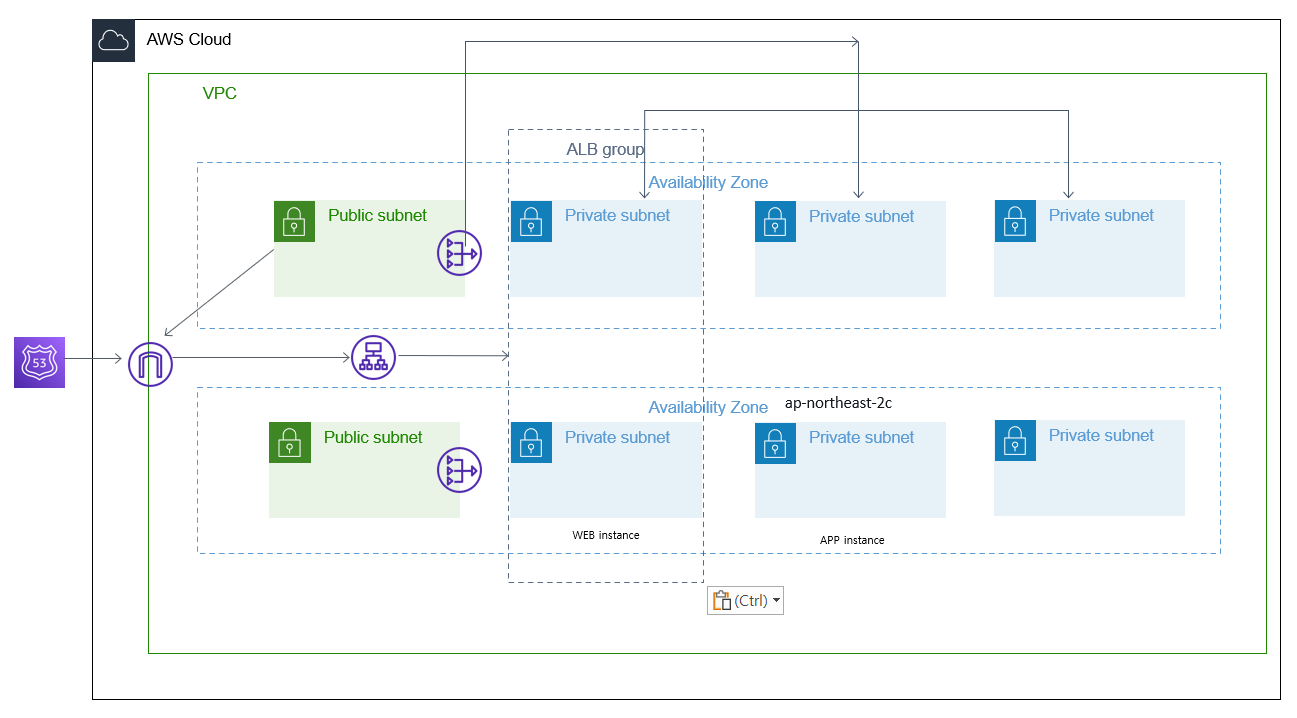 AWS Cloud
VPC
ALB group
Availability Zone
Public subnet
Private subnet
Private subnet
Private subnet
53
Availability Zone
ap-northeast-2c
Public subnet
Private subnet
Private subnet
Private subnet
WEB instance
APP instance
(Ctrl)